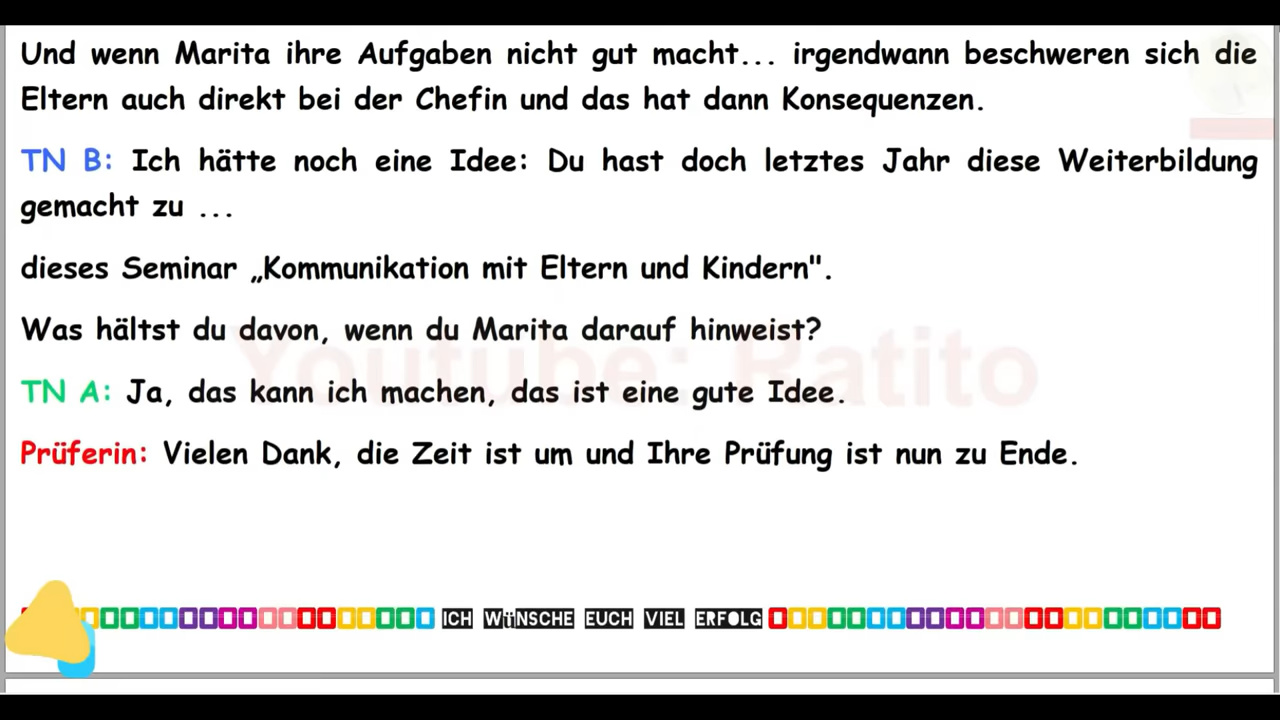 Und wenn Marita ihre Aufgaben nicht gut macht... irgendwann beschweren sich die
Eltern auch direkt bei der Chefin und das hat dann Konsequenzen.
TN B: Ich hätte noch eine Idee: Du hast doch letztes Jahr diese Weiterbildung
gemacht zu ...
dieses Seminar „Kommunikation mit Eltern und Kindern".
Was hältst du davon, wenn du Marita darauf hinweist?
Youtube: Ratito
TN A: Ja, das kann ich machen, das ist eine gute Idee.
Prüferin: Vielen Dank, die Zeit ist um und Ihre Prüfung ist nun zu Ende.
ICH WüNSCHE EUCH VIEL ERFOLG